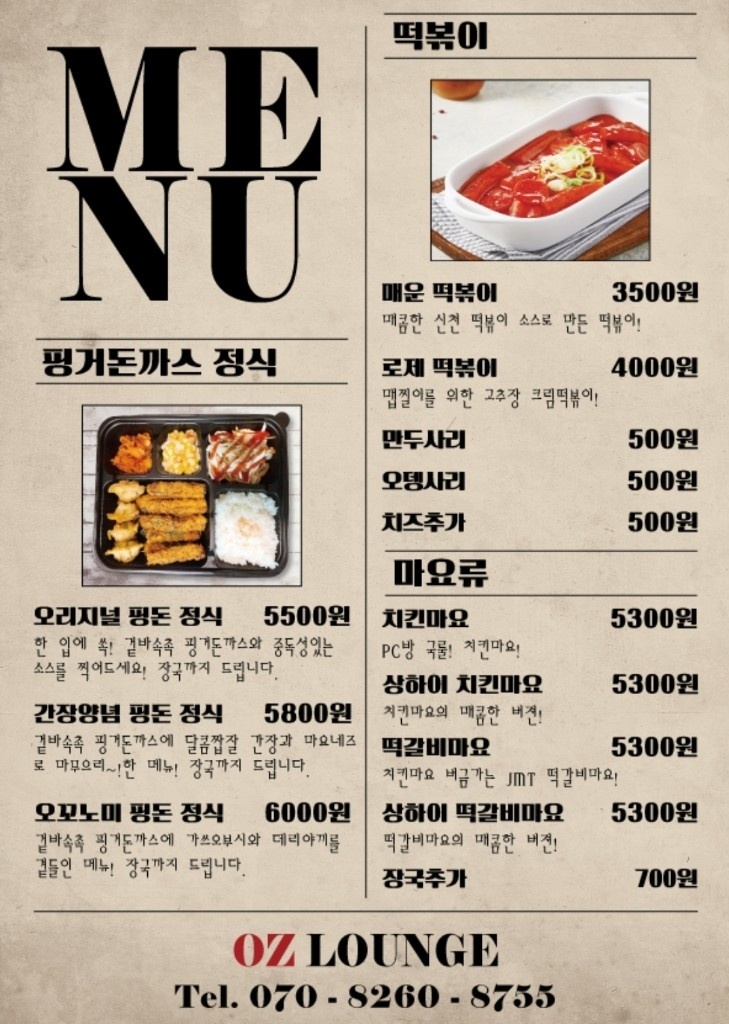 ME
NU
핑거돈까스 정식
오리지널 핑돈 정식 5500원
한 입에 쏙! 겉바속촉 핑거돈까스와 중독성있는
소스를 찍어드세요! 장국까지 드립니다.
간장양념 핑돈 정식 5800원
겉바속촉 핑거돈까스에 달콤짭잘 간장과 마요네즈
로 마무으리~!한 메뉴! 장국까지 드립니다.
오꼬노미 핑돈 정식 6000원
겉바속촉 핑거돈까스에 가쓰오부시와 데리야끼를
곁들인 메뉴! 장국까지 드립니다.
떡볶이
매운 떡볶이 3500원
매콤한 신천 떡볶이 소스로 만든 떡볶이!
로제 떡볶이 4000원
맵찔이를 위한 고추장 크림떡볶이!
만두사리 500원
오뎅사리 500원
치즈추가 500원
마요류
치킨마요 5300원
PC방 국룰! 치킨마요!
상하이 치킨마요 5300원
치킨마요의 매콤한 버젼!
떡갈비마요 5300원
치킨마요 버금가는 JMT 떡갈비마요!
상하이 떡갈비마요 5300원
떡갈비마요의 매콤한 버젼!
장국추가 700원
OZ LOUNGE
Tel. 070 - 8260 - 8755